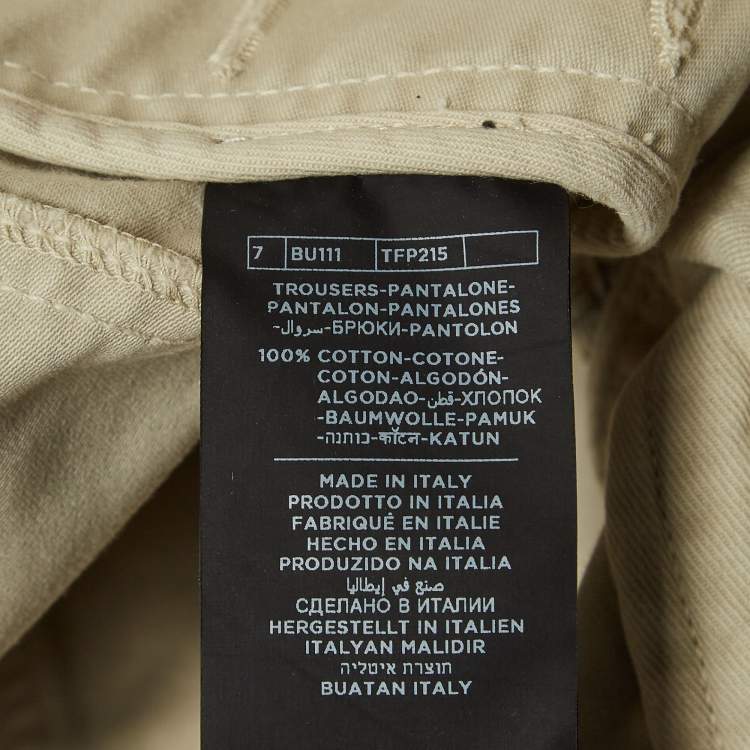 7 BU111 TFP215
TROUSERS-PANTALONE-
PANTALON-PANTALONES
-سروال-БРЮКИ-PANTOLON
100% COTTON-COTONE-
COTON-ALGODÓN-
ALGODAO-قطن-ХЛОПОК
-BAUMWOLLE-PAMUK
-כותנה-कॉटन-KATUN
MADE IN ITALY
PRODOTTO IN ITALIA
FABRIQUÉ EN ITALIE
HECHO EN ITALIA
PRODUZIDO NA ITALIA
صنع في إيطاليا
СДЕЛАНО В ИТАЛИИ
HERGESTELLT IN ITALIEN
ITALYAN MALIDIR
תוצרת איטליה
BUATAN ITALY